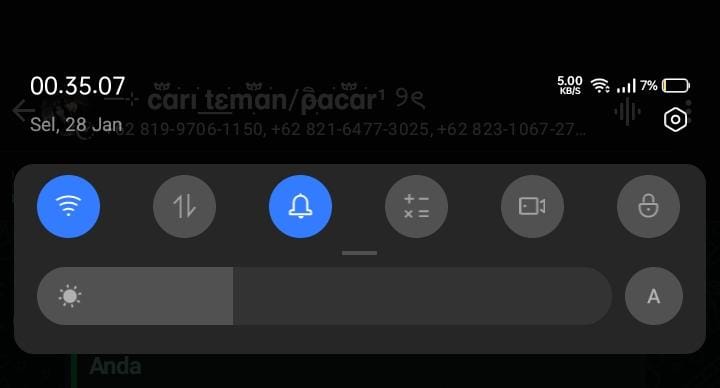 00.35.07
5.00
KB/S
7%
cari teman/pacar¹ ୨ৎ
Sel, 28 Jan
+62 819-9706-1150, +62 821-6477-3025, +62 823-1067-27...
A
Anda